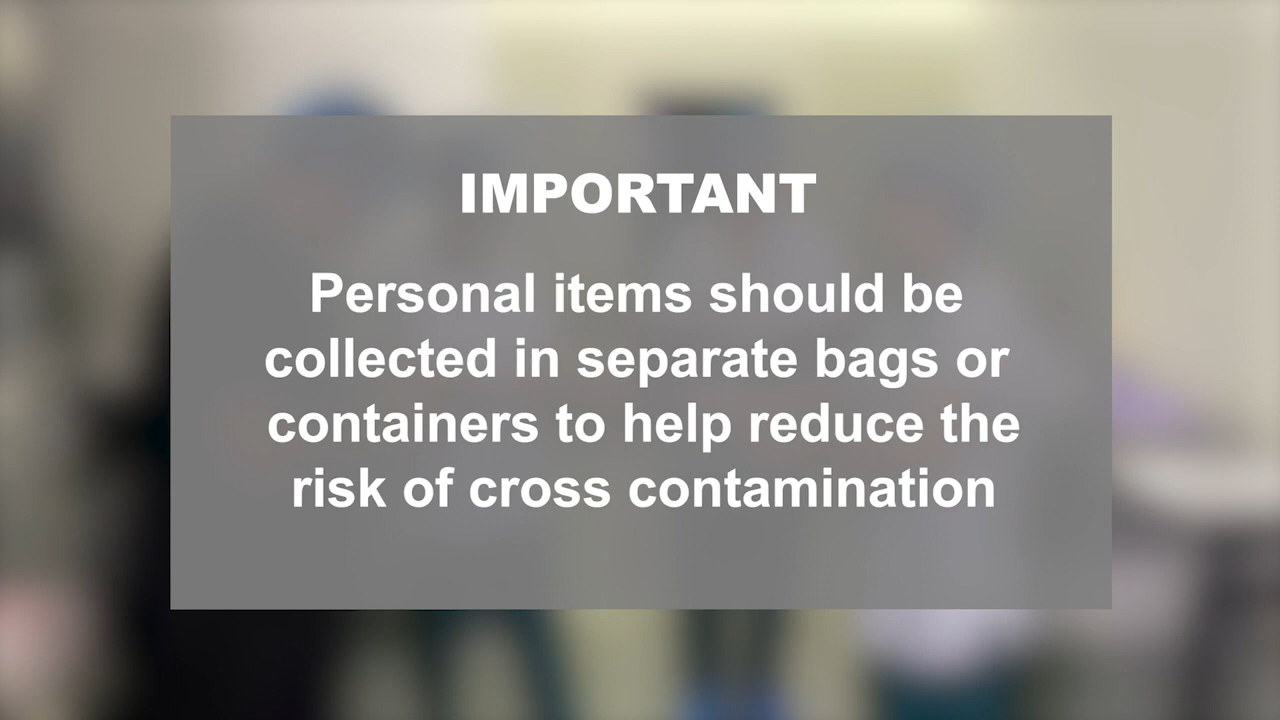 IMPORTANT
Personal items should be
collected in separate bags or
containers to help reduce the
risk of cross contamination